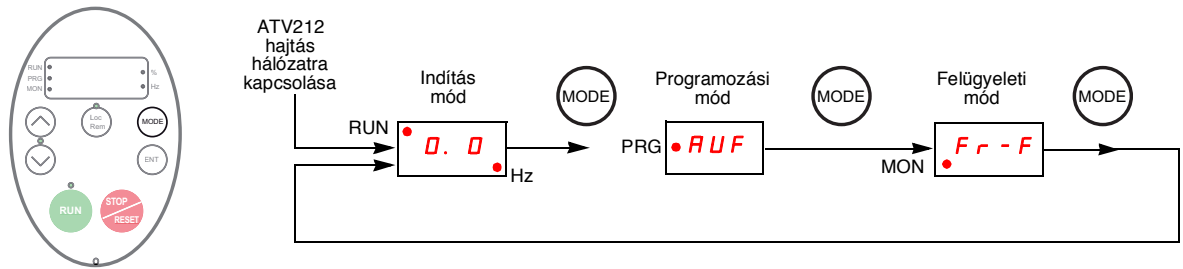 RUN
PRG
MON
%
Hz
Loc
Rem
MODE
ENT
RUN
STOP
RESET
ATV212
hajtás
hálózatra
kapcsolása
Indítás
mód
RUN
0.0
Hz
MODE
Programozási
mód
PRG
AUF
MODE
Felügyeleti
mód
Fr-F
MON
MODE